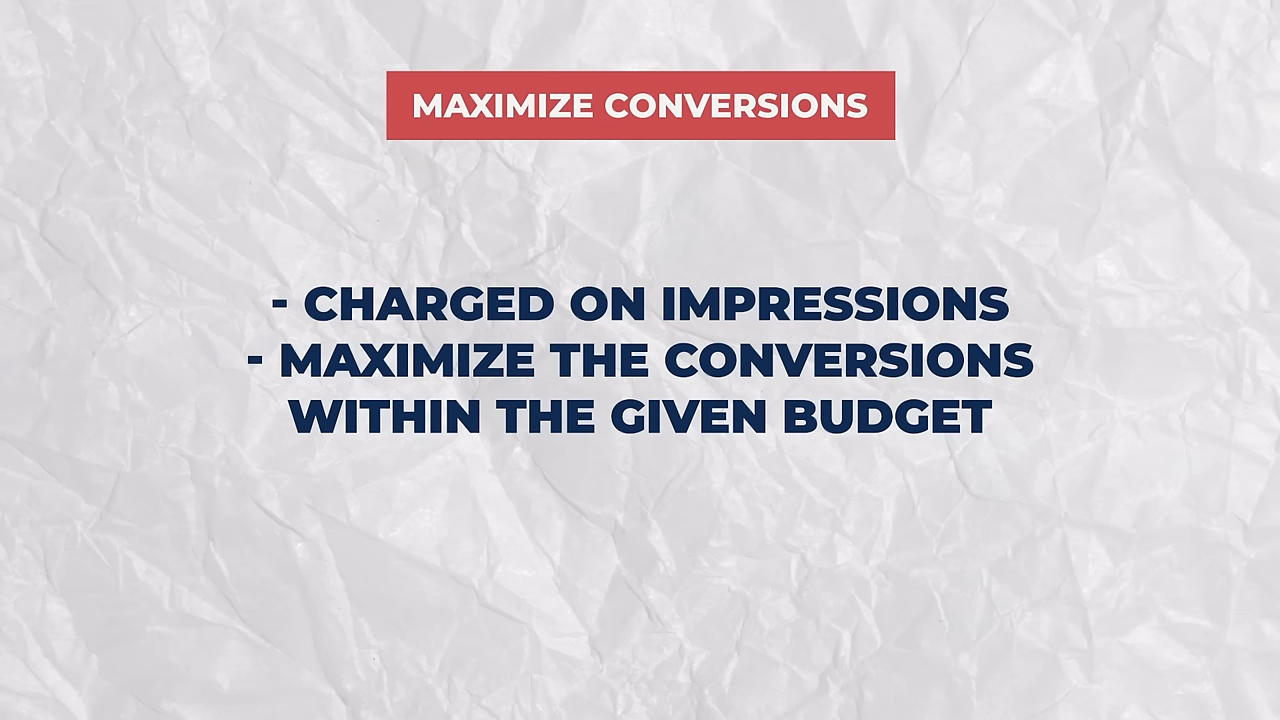 MAXIMIZE CONVERSIONS
- CHARGED ON IMPRESSIONS
- MAXIMIZE THE CONVERSIONS
WITHIN THE GIVEN BUDGET